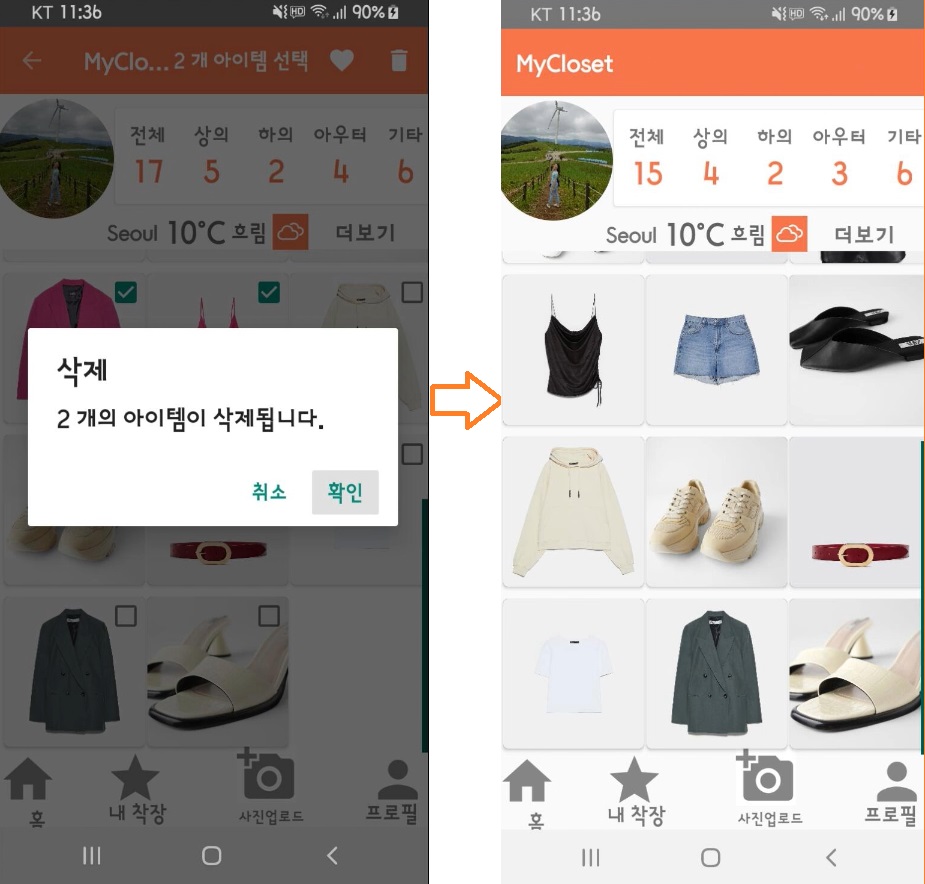 KT 11:36
HD 90%
MyClo... 2 개 아이템 선택
전체 상의 하의 아우터 기타
17 5 2 4 6
Seoul 10°C 흐림 더보기
삭제
2 개의 아이템이 삭제됩니다.
취소 확인
홈 내 착장 사진업로드 프로필
KT 11:36
HD 90%
MyCloset
전체 상의 하의 아우터 기타
15 4 2 3 6
Seoul 10°C 흐림 더보기
홈 내 착장 사진업로드 프로필